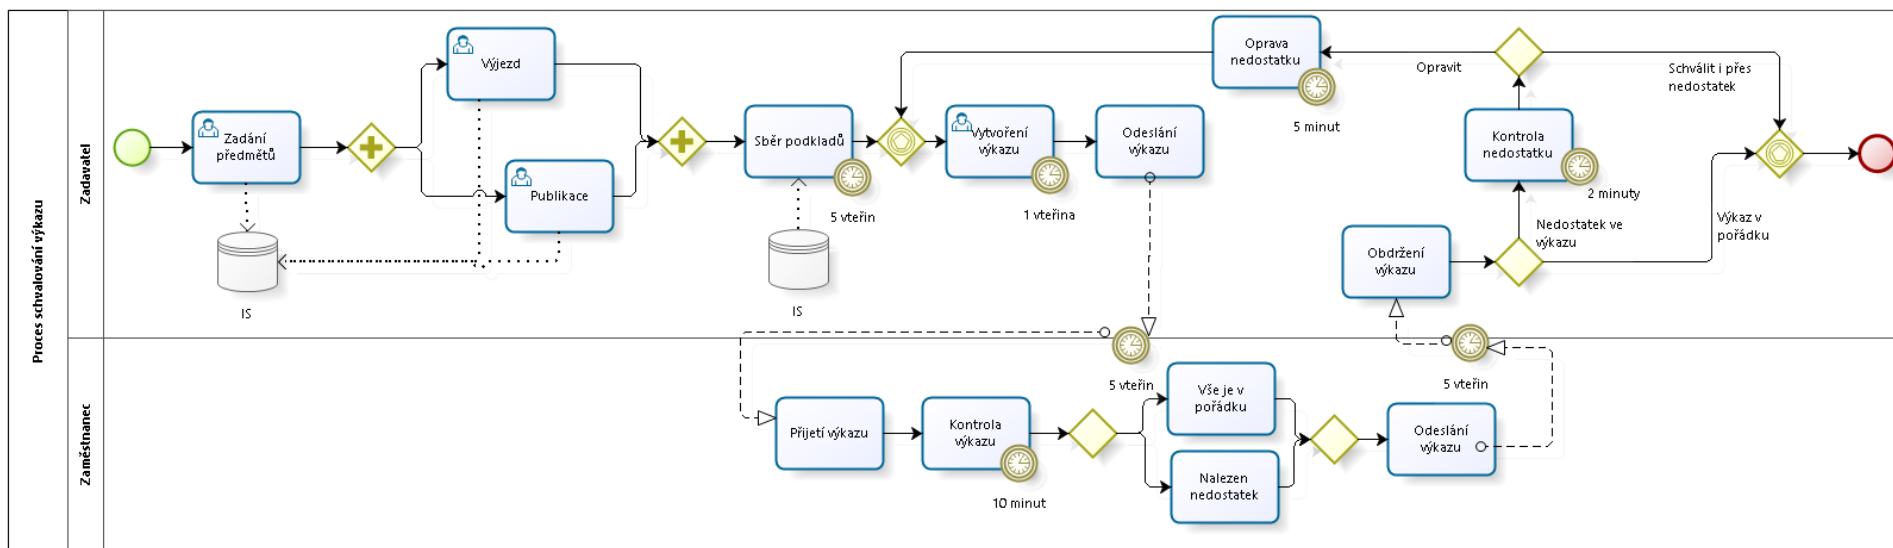 Proces schvalování výkazu
Zadavatel
Zadání
předmětů
IS
Výjezd
Publikace
Sběr podkladů
5 vteřin
IS
Vytvoření
výkazu
1 vteřina
Odeslání
výkazu
5 vteřin
Oprava
nedostatku
5 minut
Opravit
Schválit i přes
nedostatek
Kontrola
nedostatku
2 minuty
Nedostatek ve
výkazu
Výkaz v
pořádku
Obdržení
výkazu
5 vteřin
Zaměstnanec
Přijetí výkazu
Kontrola
výkazu
10 minut
Vše je v
pořádku
Nalezen
nedostatek
Odeslání
výkazu